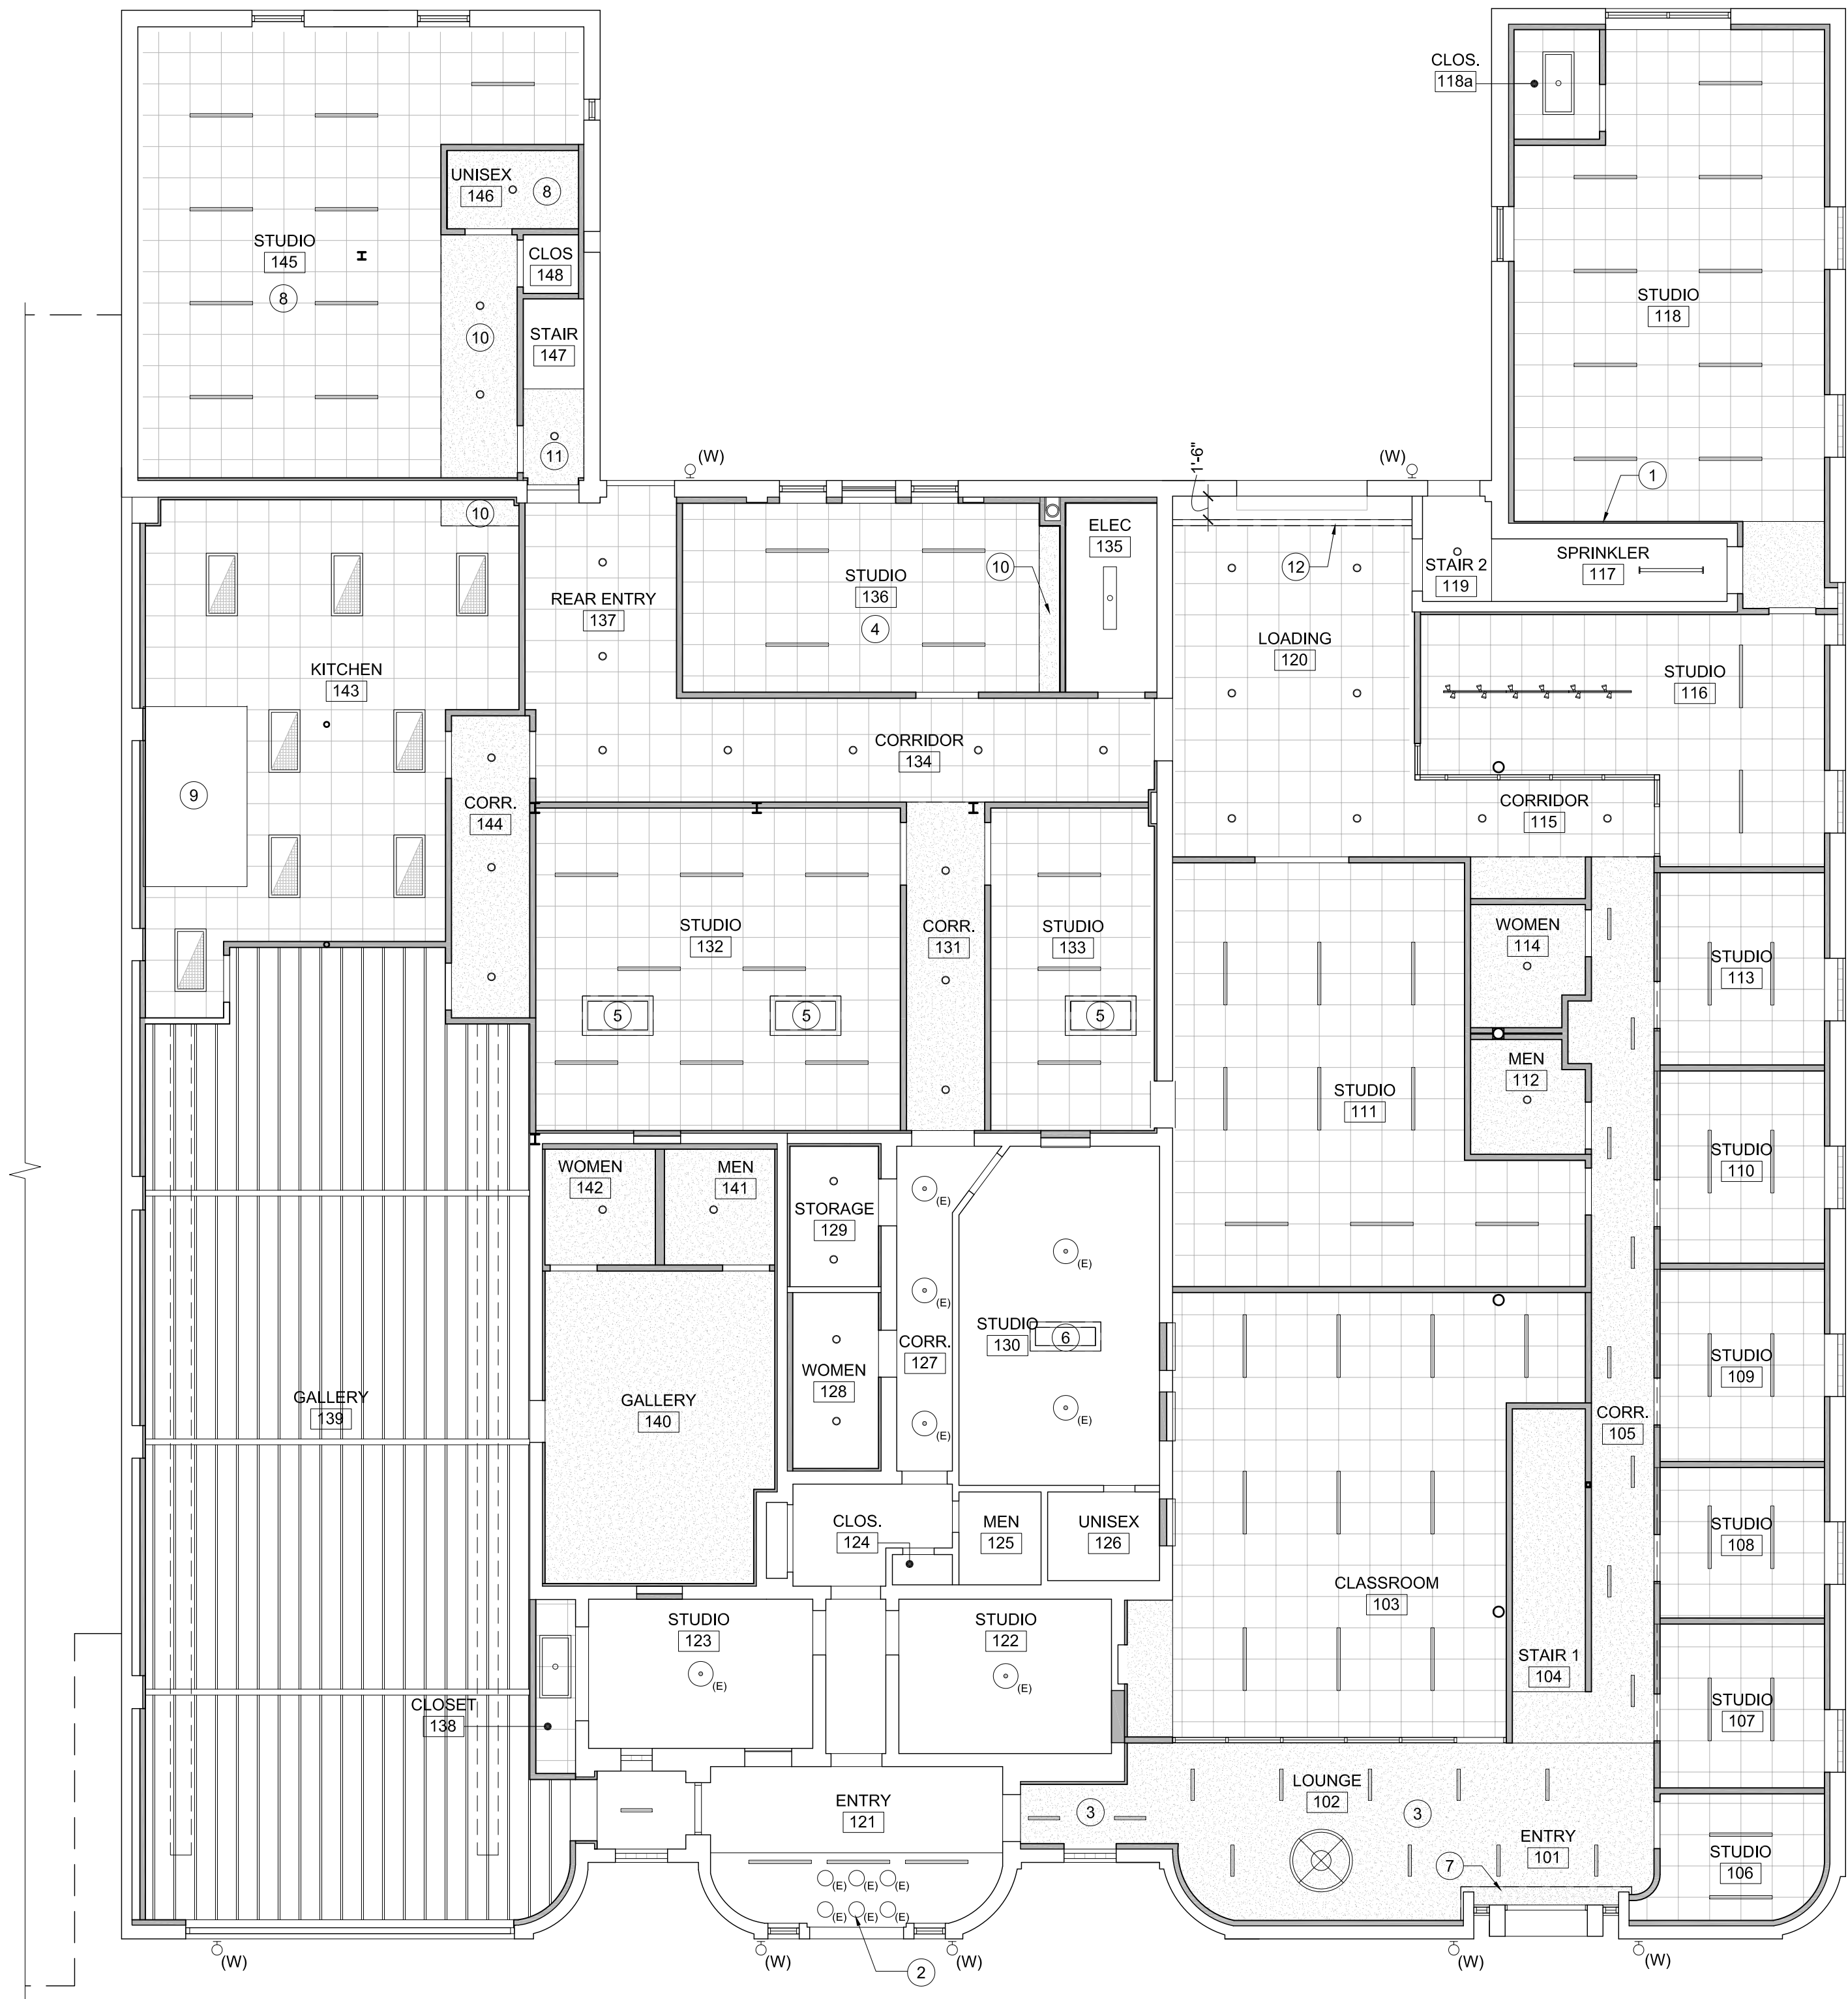 CLOS.
118a
UNISEX
146
8
STUDIO
145
8
CLOS
148
10
STAIR
147
11
STUDIO
118
1
(W)
1'-6"
(W)
10
ELEC
135
STUDIO
136
4
10
REAR ENTRY
137
12
STAIR 2
119
SPRINKLER
117
LOADING
120
KITCHEN
143
STUDIO
116
CORRIDOR
134
9
CORR.
144
CORRIDOR
115
STUDIO
132
CORR.
131
STUDIO
133
WOMEN
114
STUDIO
113
5
5
5
MEN
112
STUDIO
111
STUDIO
110
WOMEN
142
MEN
141
STORAGE
129
(E)
(E)
(E)
STUDIO
130
6
CORR.
127
WOMEN
128
STUDIO
109
GALLERY
139
GALLERY
140
(E)
(E)
CORR.
105
CLOS.
124
MEN
125
UNISEX
126
STUDIO
108
CLASSROOM
103
STUDIO
123
(E)
STUDIO
122
(E)
STAIR 1
104
CLOSET
138
STUDIO
107
LOUNGE
102
ENTRY
121
3
3
ENTRY
101
STUDIO
106
7
(E)
(E)
(E)
(E)
(E)
(E)
(W)
(W)
(W)
(W)
(W)
2